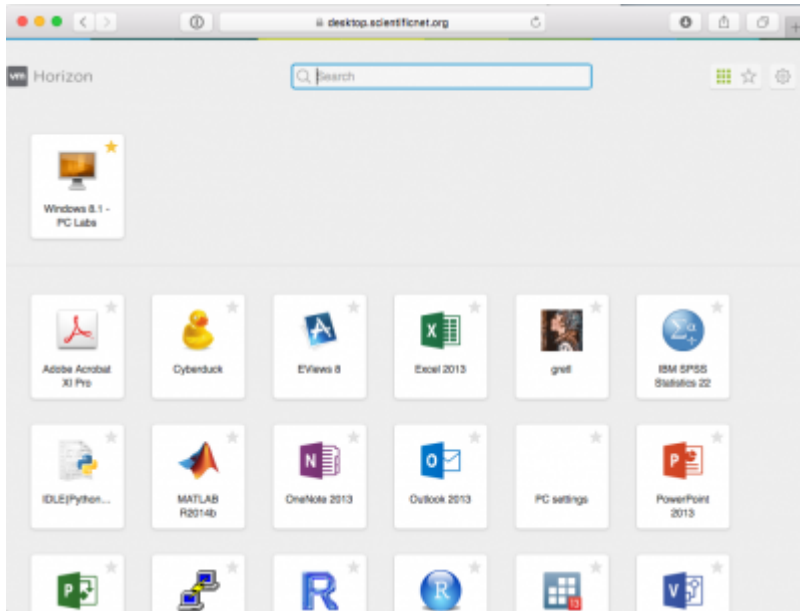 desktop.scientificnet.org
vm Horizon
Search
Windows 8.1 -
PC Labs
Adobe Acrobat
XI Pro
Cyberduck
EViews 8
Excel 2013
gretl
IBM SPSS
Statistics 22
IDLE(Python...
MATLAB
R2014b
OneNote 2013
Outlook 2013
PC settings
PowerPoint
2013